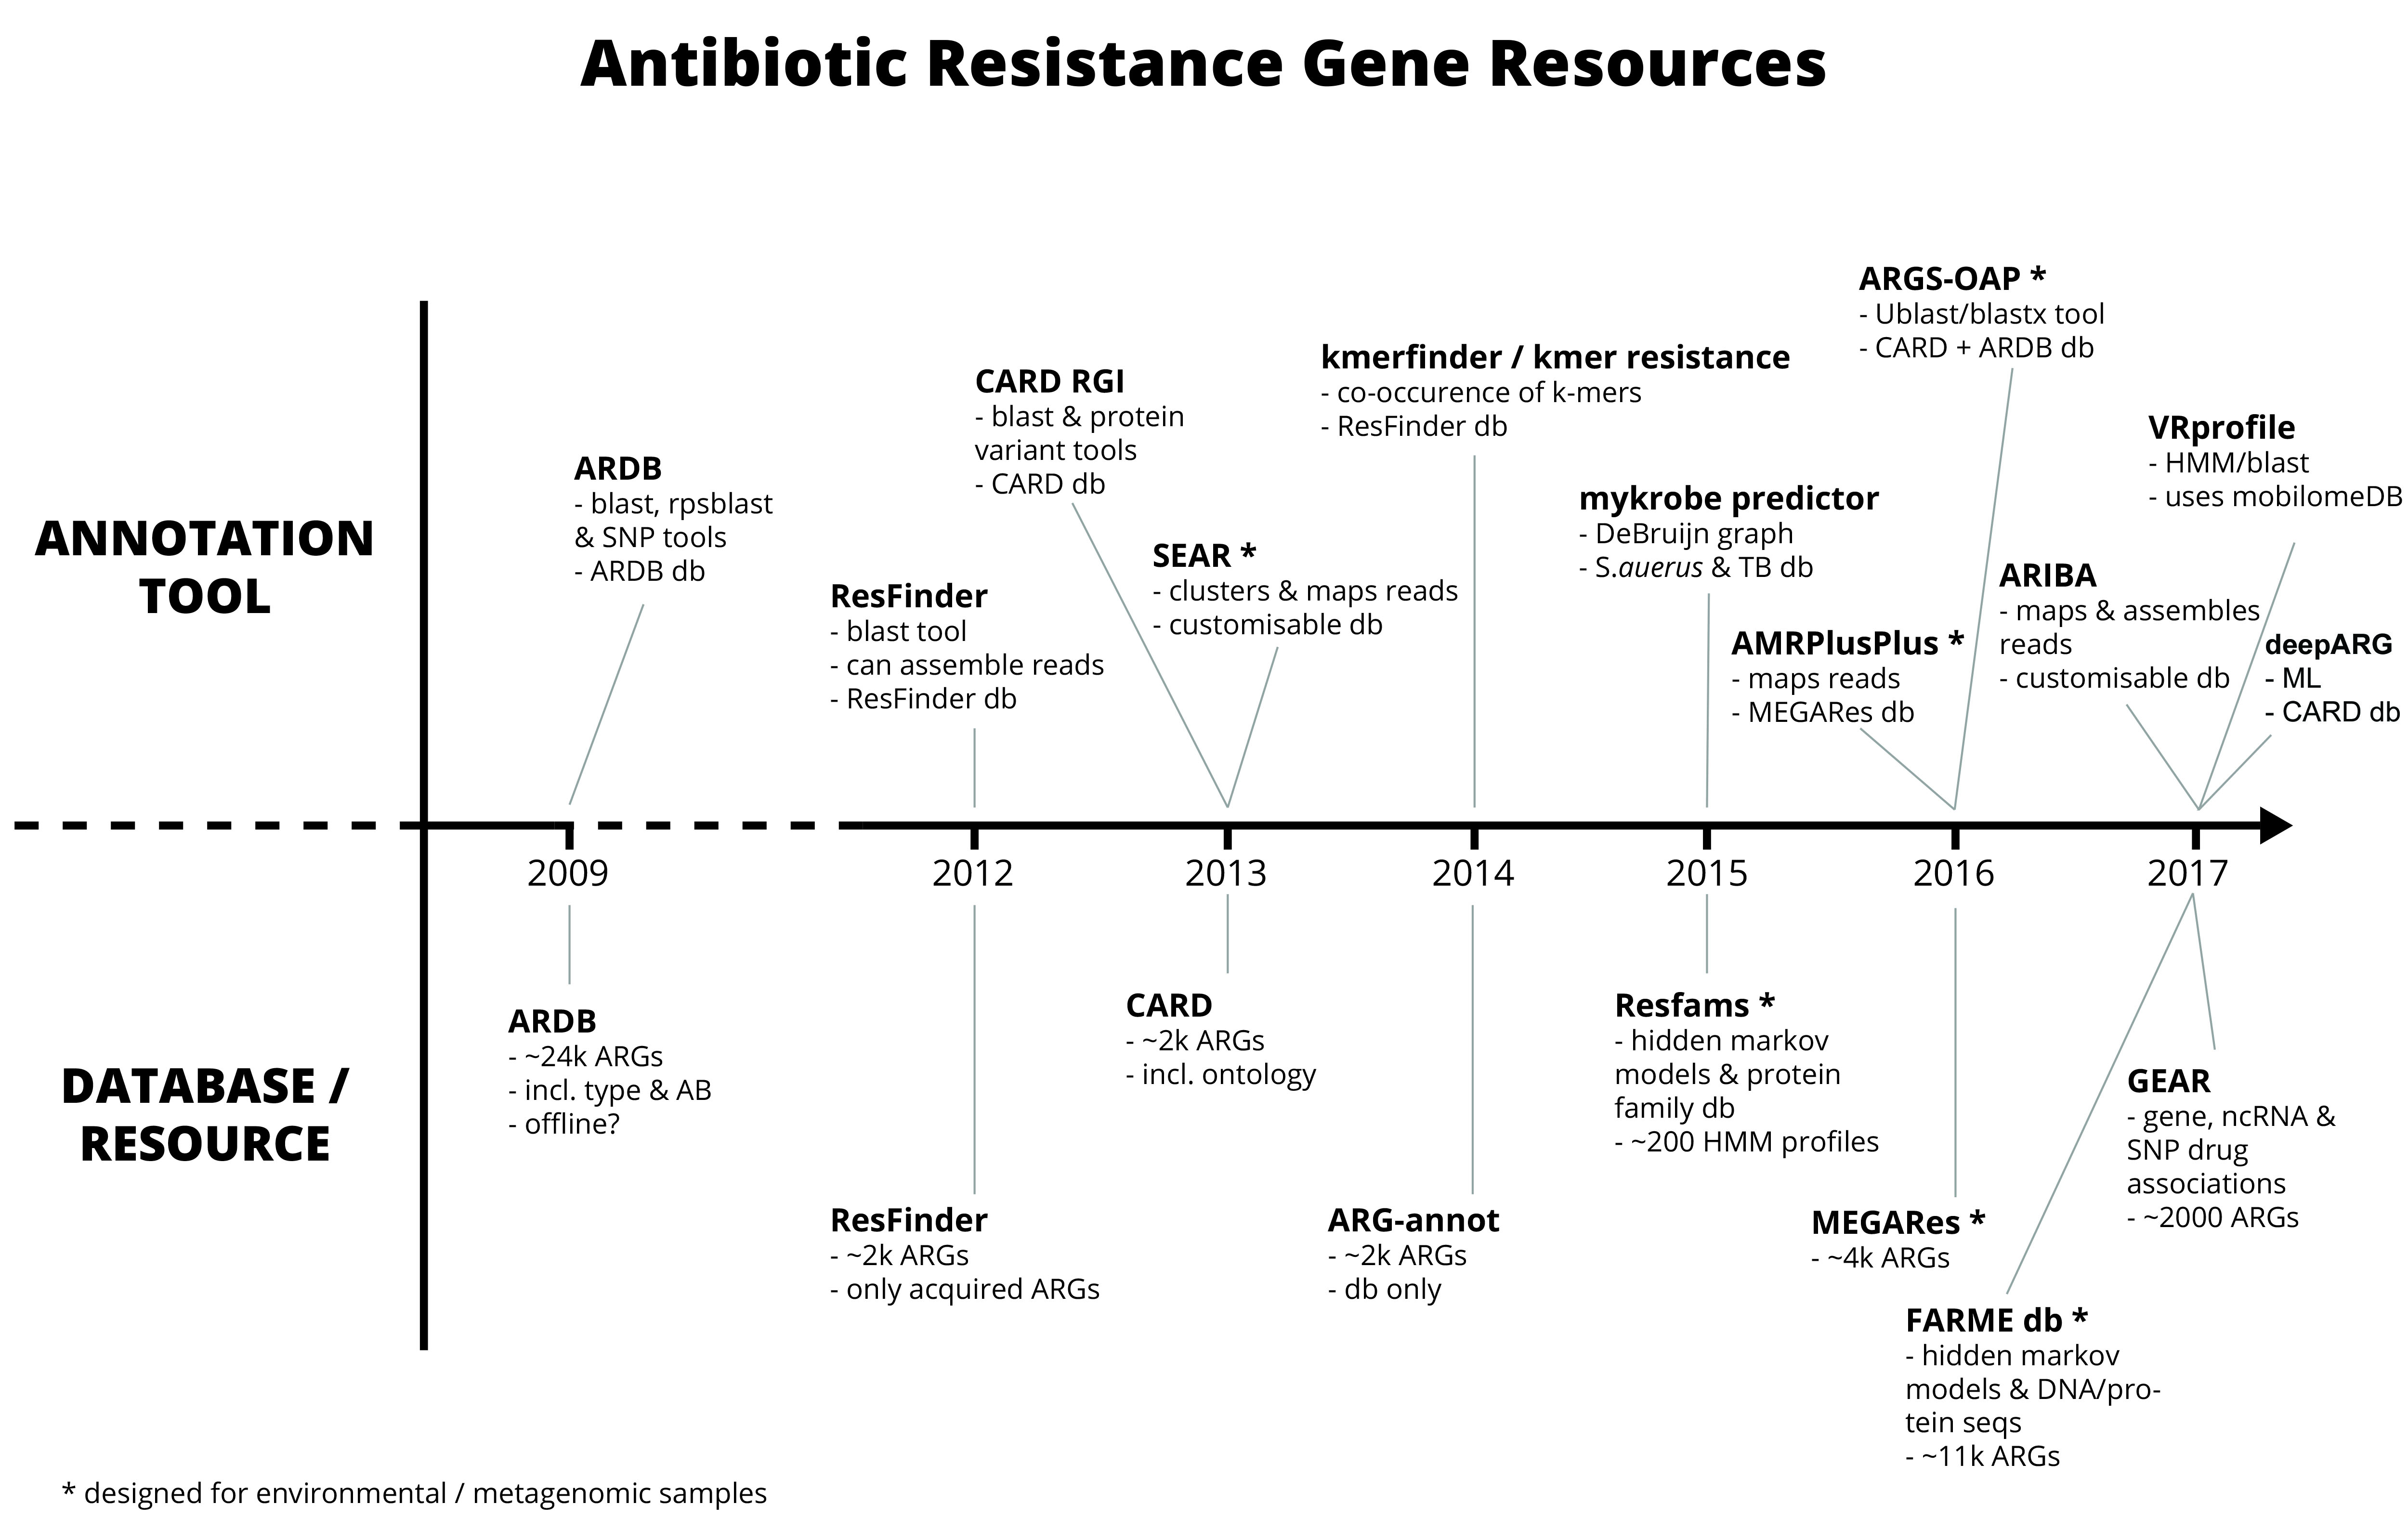 Antibiotic Resistance Gene Resources
ANNOTATION
TOOL
ARDB
- blast, rpsblast
& SNP tools
- ARDB db
ResFinder
- blast tool
- can assemble reads
- ResFinder db
CARD RGI
- blast & protein
variant tools
- CARD db
SEAR *
- clusters & maps reads
- customisable db
kmerfinder / kmer resistance
- co-occurence of k-mers
- ResFinder db
mykrobe predictor
- DeBruijn graph
- S.auerus & TB db
AMRPlusPlus *
- maps reads
- MEGARes db
ARGS-OAP *
- Ublast/blastx tool
- CARD + ARDB db
ARIBA
- maps & assembles
reads
- customisable db
VRprofile
- HMM/blast
- uses mobilomeDB
deepARG
- ML
- CARD db
2009
2012
2013
2014
2015
2016
2017
DATABASE /
RESOURCE
ARDB
- ~24k ARGs
- incl. type & AB
- offline?
ResFinder
- ~2k ARGs
- only acquired ARGs
CARD
- ~2k ARGs
- incl. ontology
ARG-annot
- ~2k ARGs
- db only
Resfams *
- hidden markov
models & protein
family db
- ~200 HMM profiles
MEGARes *
- ~4k ARGs
FARME db *
- hidden markov
models & DNA/pro-
tein seqs
- ~11k ARGs
GEAR
- gene, ncRNA &
SNP drug
associations
- ~2000 ARGs
* designed for environmental / metagenomic samples